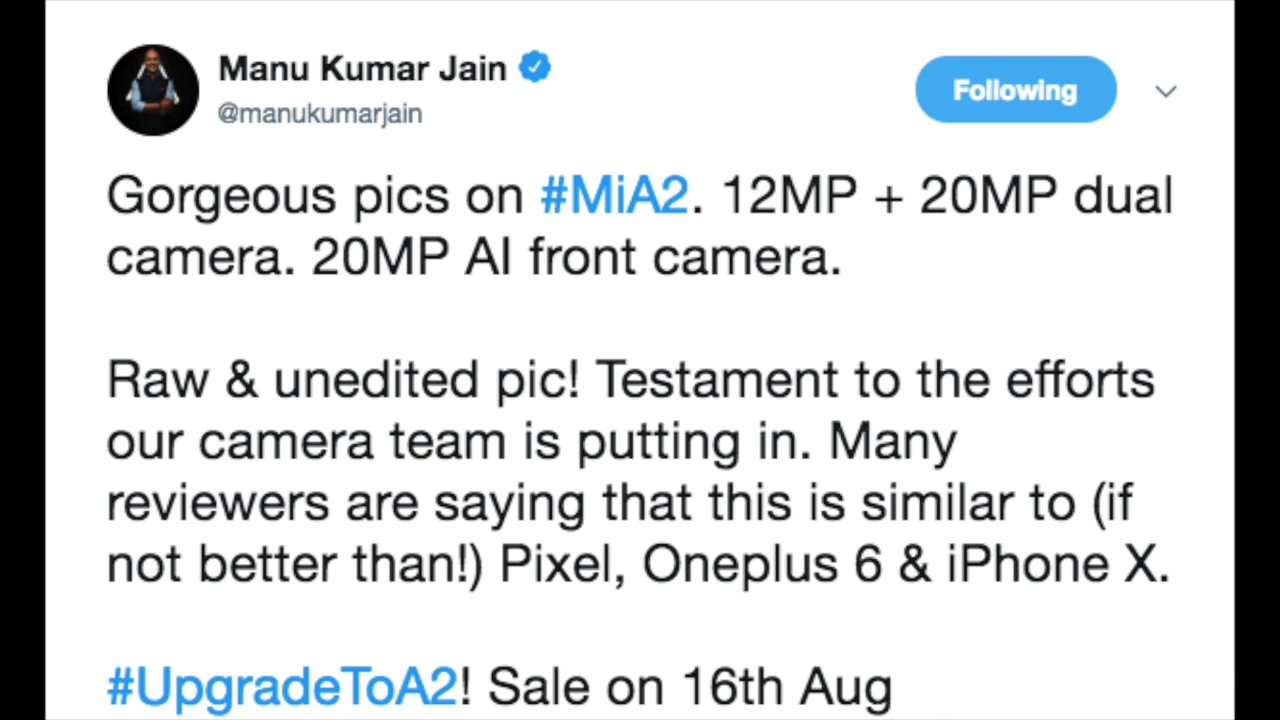 Manu Kumar Jain
@manukumarjain
Following
Gorgeous pics on #MiA2. 12MP + 20MP dual
camera. 20MP AI front camera.
Raw & unedited pic! Testament to the efforts
our camera team is putting in. Many
reviewers are saying that this is similar to (if
not better than!) Pixel, Oneplus 6 & iPhone X.
#UpgradeToA2! Sale on 16th Aug